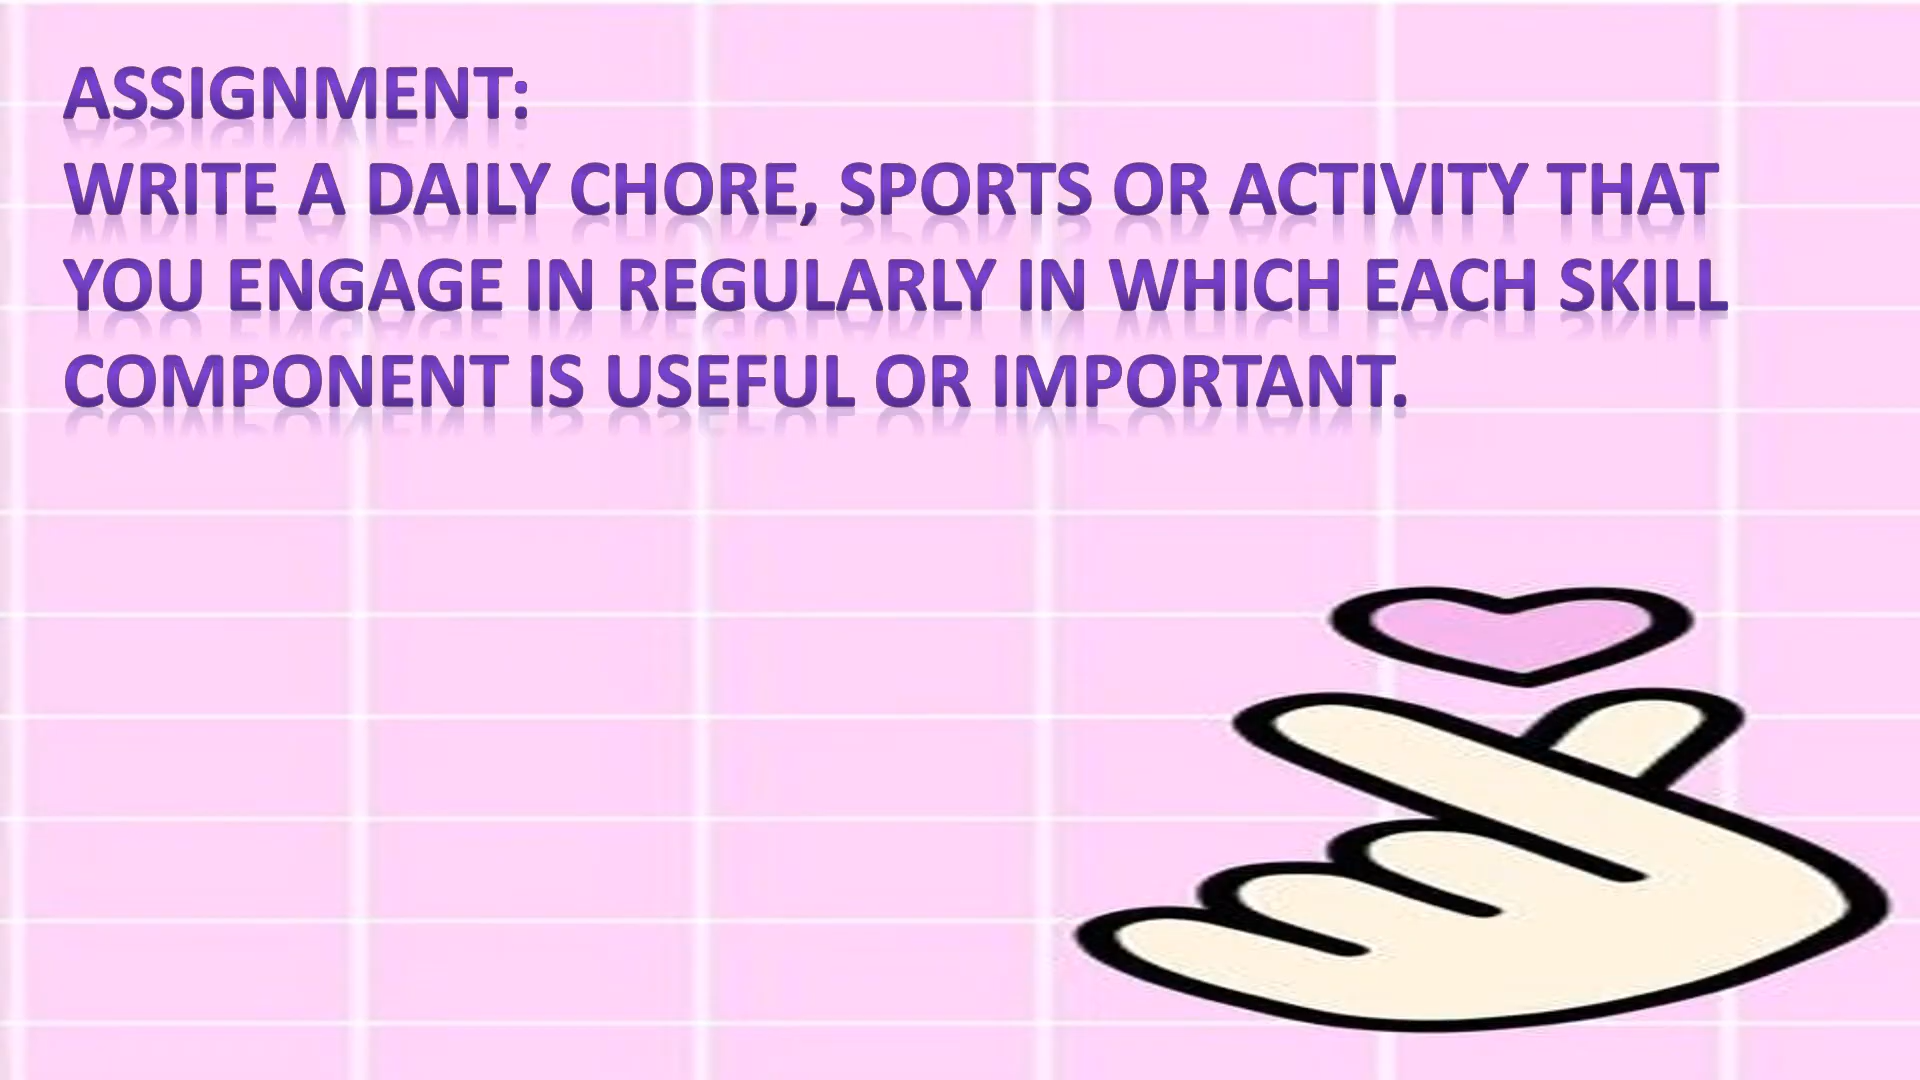 ASSIGNMENT:
WRITE A DAILY CHORE, SPORTS OR ACTIVITY THAT
YOU ENGAGE IN REGULARLY IN WHICH EACH SKILL
COMPONENT IS USEFUL OR IMPORTANT.